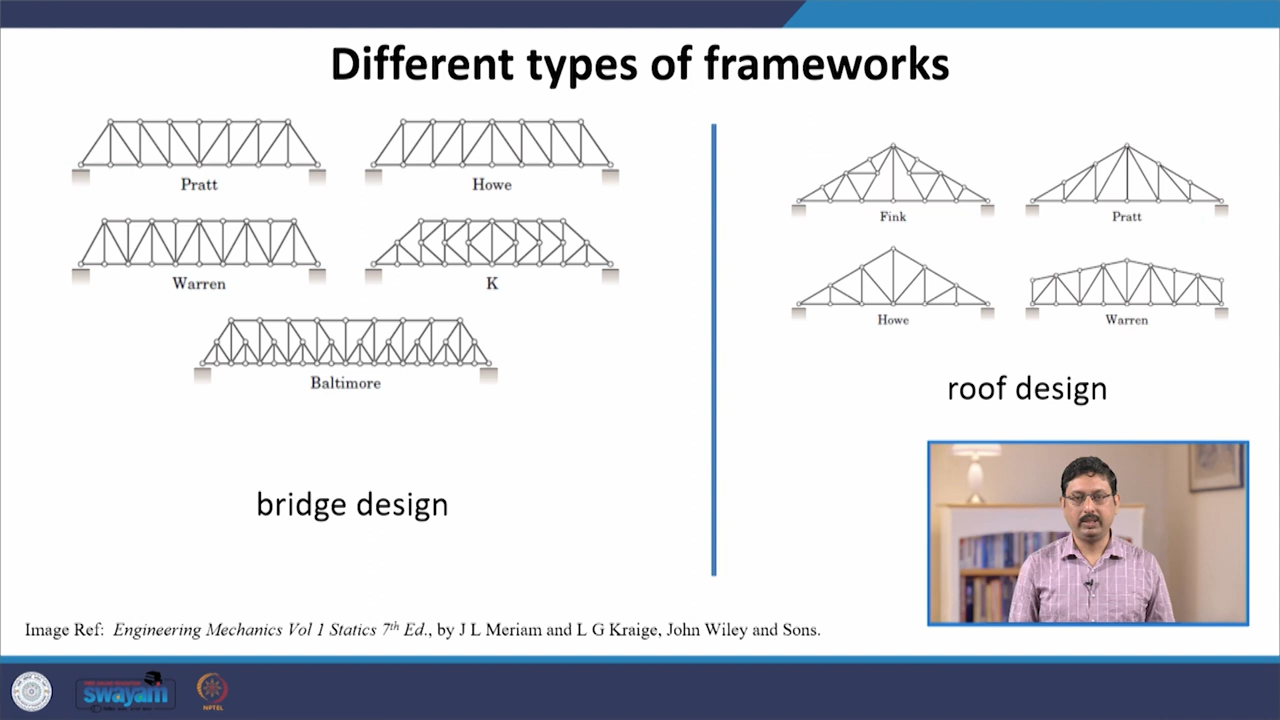 Different types of frameworks
Pratt
Howe
Warren
K
Baltimore
bridge design
Fink
Pratt
Howe
Warren
roof design
Image Ref: Engineering Mechanics Vol 1 Statics 7th Ed., by J L Meriam and L G Kraige, John Wiley and Sons.
swayam
NPTEL